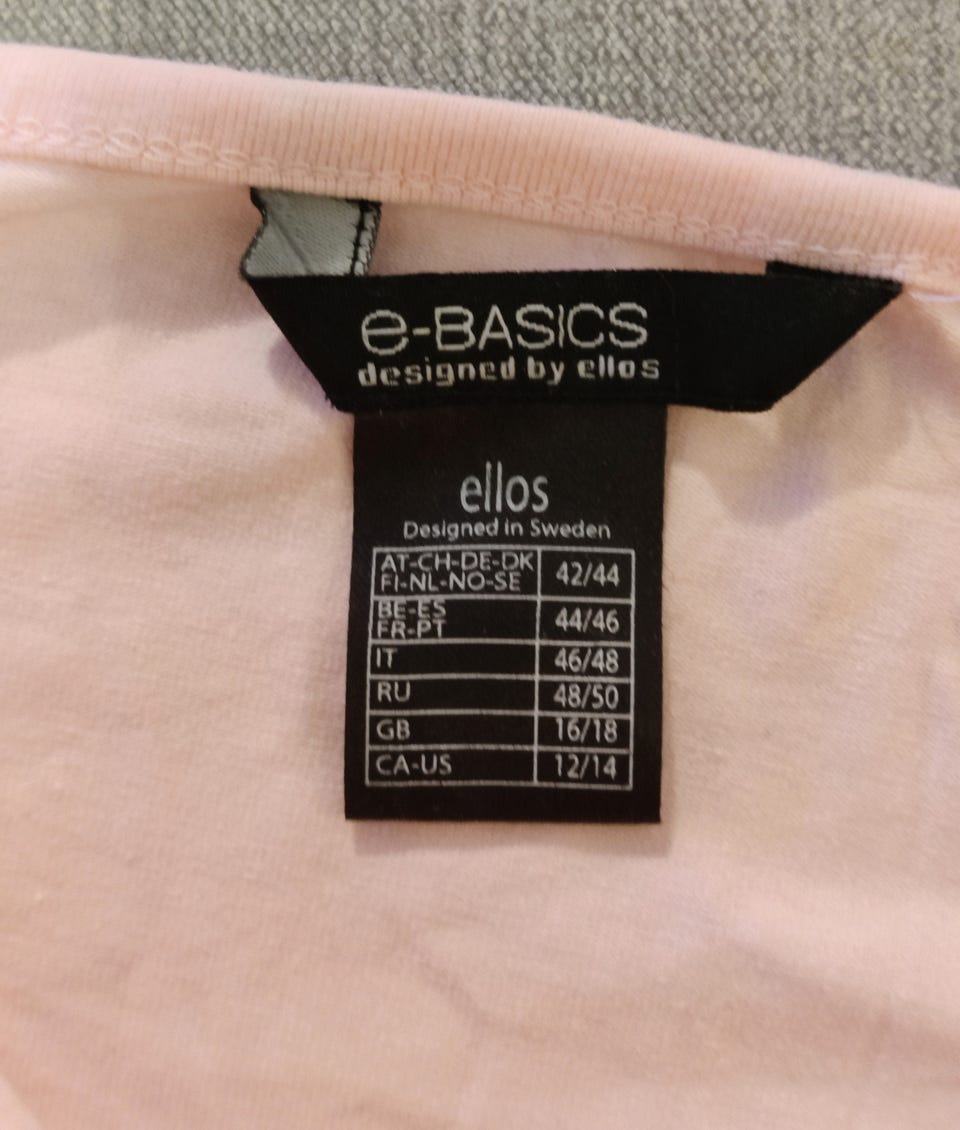 e-BASICS
designed by ellos
ellos
Designed in Sweden
AT-CH-DE-DK
FI-NL-NO-SE 42/44
BE-ES
FR-PT 44/46
IT 46/48
RU 48/50
GB 16/18
CA-US 12/14